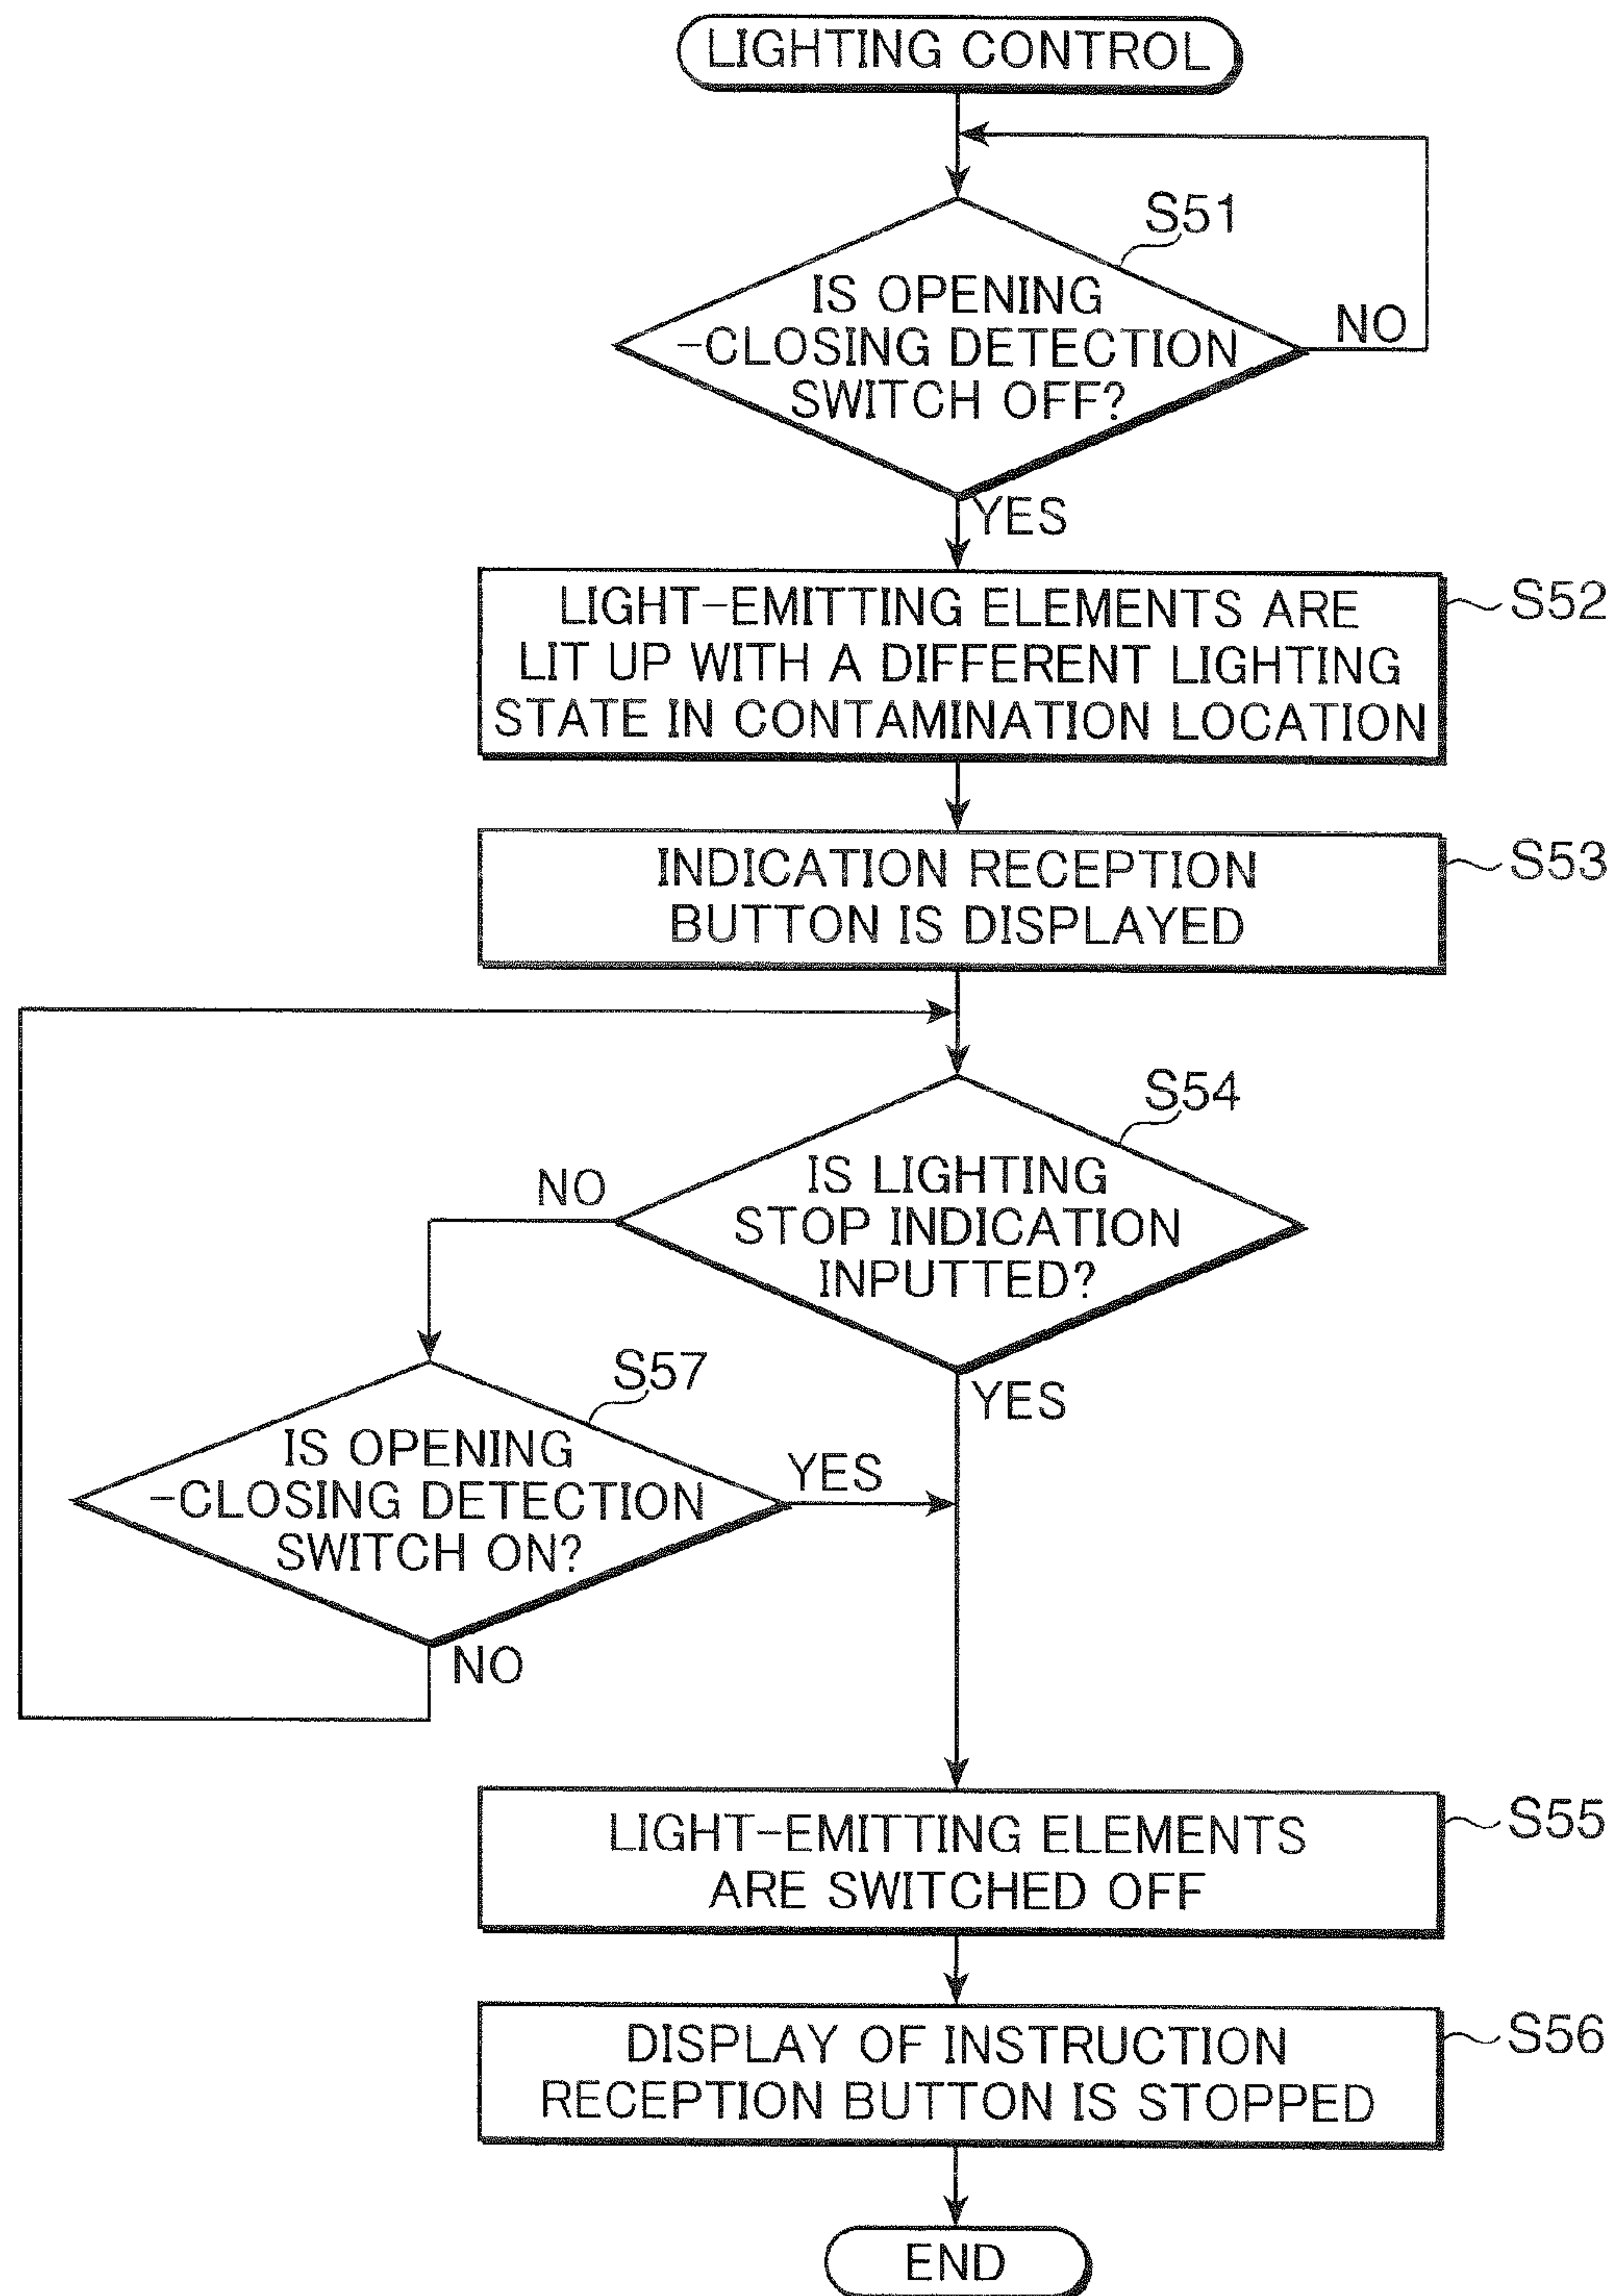 LIGHTING CONTROL
S51
IS OPENING
-CLOSING DETECTION
SWITCH OFF?
NO
YES
LIGHT-EMITTING ELEMENTS ARE
LIT UP WITH A DIFFERENT LIGHTING
STATE IN CONTAMINATION LOCATION
S52
INDICATION RECEPTION
BUTTON IS DISPLAYED
S53
S54
IS LIGHTING
STOP INDICATION
INPUTTED?
NO
YES
S57
IS OPENING
-CLOSING DETECTION
SWITCH ON?
YES
NO
LIGHT-EMITTING ELEMENTS
ARE SWITCHED OFF
S55
DISPLAY OF INSTRUCTION
RECEPTION BUTTON IS STOPPED
S56
END